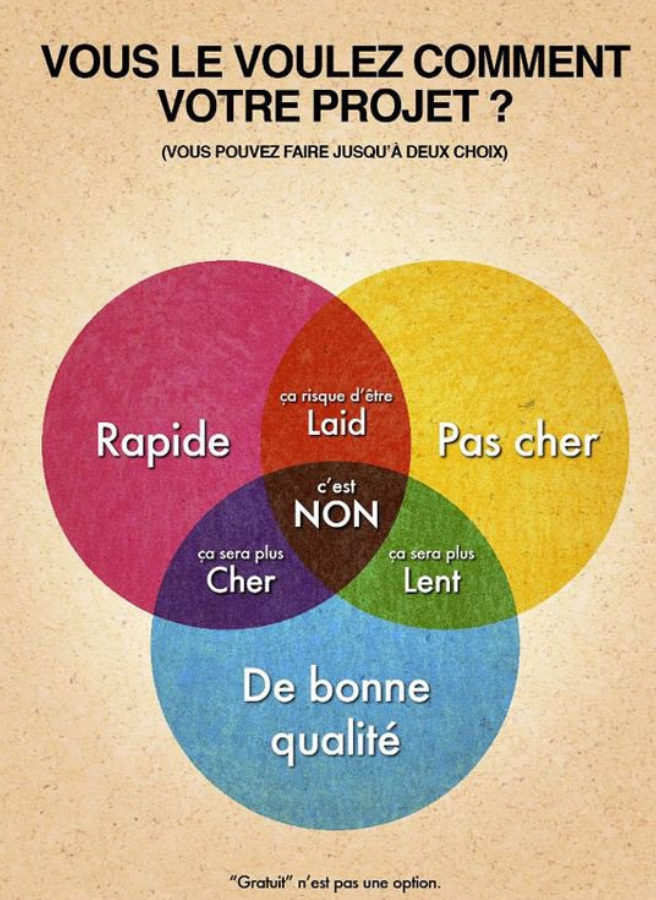 VOUS LE VOULEZ COMMENT
VOTRE PROJET ?
(VOUS POUVEZ FAIRE JUSQU'À DEUX CHOIX)
ça risque d'être
Laid
Rapide
Pas cher
c'est
NON
ça sera plus
Cher
ça sera plus
Lent
De bonne
qualité
"Gratuit" n'est pas une option.